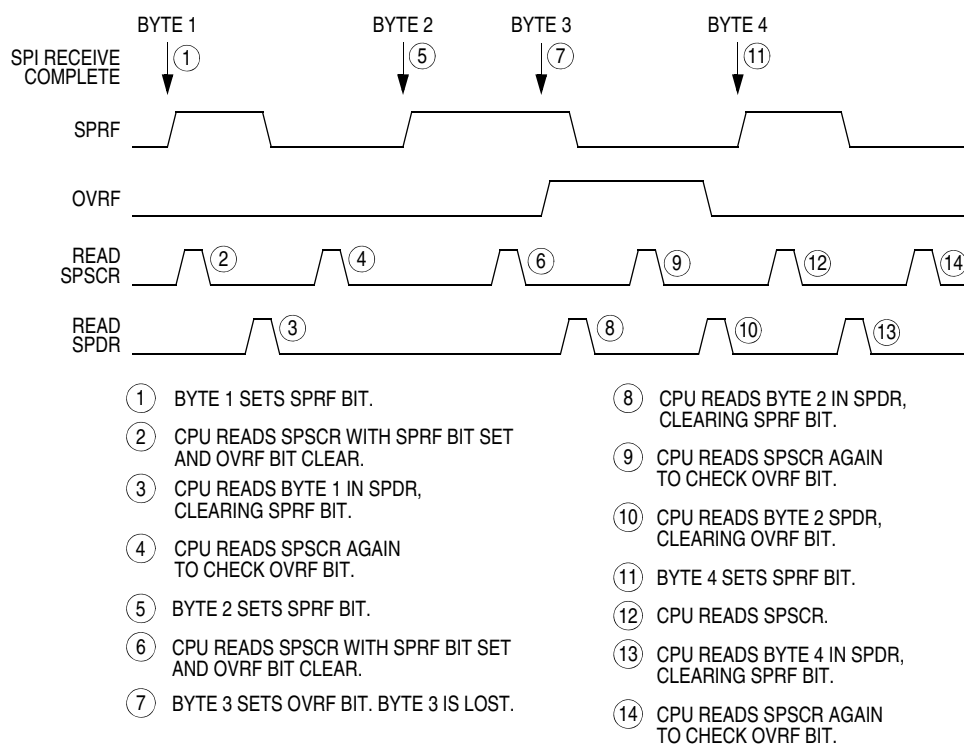 BYTE 1 BYTE 2 BYTE 3 BYTE 4
SPI RECEIVE
COMPLETE
1 5 7 11
SPRF
OVRF
READ
SPSCR
2 4 6 9 12 14
READ
SPDR
3 8 10 13
1 BYTE 1 SETS SPRF BIT.
2 CPU READS SPSCR WITH SPRF BIT SET
AND OVRF BIT CLEAR.
3 CPU READS BYTE 1 IN SPDR,
CLEARING SPRF BIT.
4 CPU READS SPSCR AGAIN
TO CHECK OVRF BIT.
5 BYTE 2 SETS SPRF BIT.
6 CPU READS SPSCR WITH SPRF BIT SET
AND OVRF BIT CLEAR.
7 BYTE 3 SETS OVRF BIT. BYTE 3 IS LOST.
8 CPU READS BYTE 2 IN SPDR,
CLEARING SPRF BIT.
9 CPU READS SPSCR AGAIN
TO CHECK OVRF BIT.
10 CPU READS BYTE 2 SPDR,
CLEARING OVRF BIT.
11 BYTE 4 SETS SPRF BIT.
12 CPU READS SPSCR.
13 CPU READS BYTE 4 IN SPDR,
CLEARING SPRF BIT.
14 CPU READS SPSCR AGAIN
TO CHECK OVRF BIT.